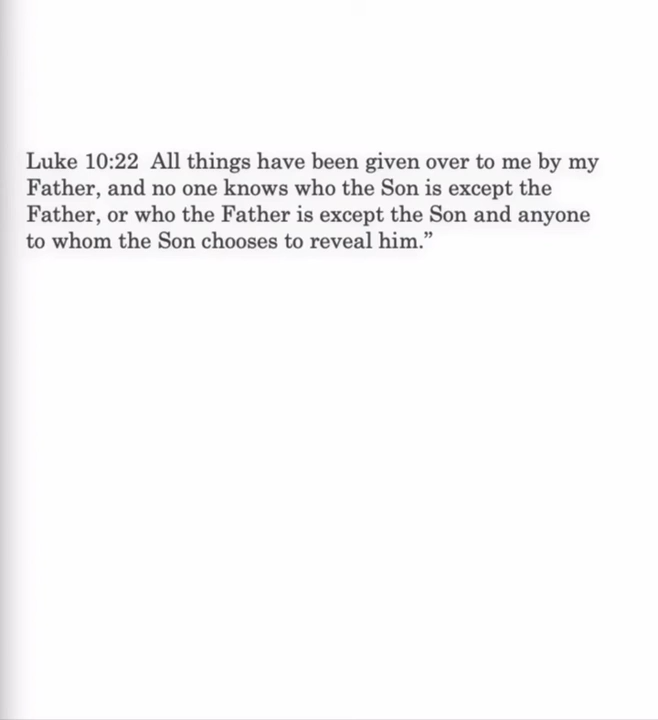 Luke 10:22  All things have been given over to me by my
Father, and no one knows who the Son is except the
Father, or who the Father is except the Son and anyone
to whom the Son chooses to reveal him.”